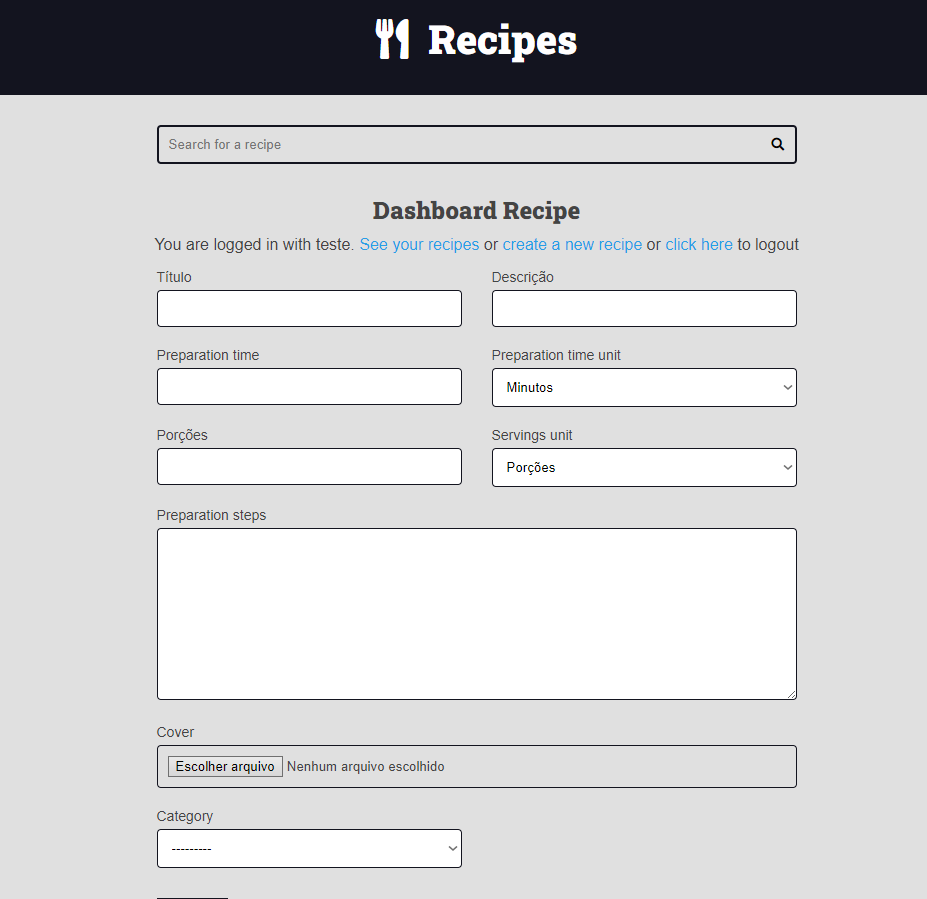 Recipes
Search for a recipe
Dashboard Recipe
You are logged in with teste. See your recipes or create a new recipe or click here to logout
Título Descrição
Preparation time Preparation time unit
Minutos
Porções Servings unit
Porções
Preparation steps
Cover
Escolher arquivo Nenhum arquivo escolhido
Category
---------